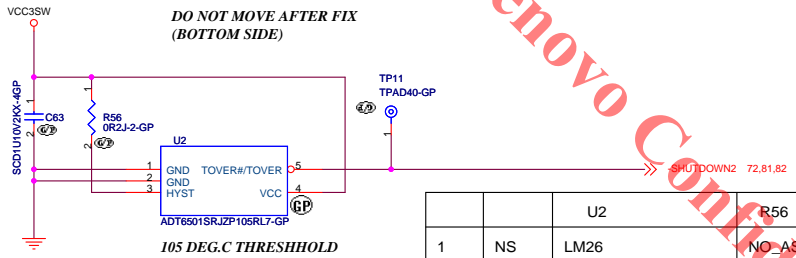 VCC3SW
DO NOT MOVE AFTER FIX
(BOTTOM SIDE)
TP11
TPAD40-GP
SCD1U10V2KX-4GP
1
C63
2
1
R56
0R2J-2-GP
2
U2
1
GND
2
GND
3
HYST
TOVER#/TOVER
5
VCC
4
GP
ADT6501SRJZP105RL7-GP
105 DEG.C THRESHHOLD
1
-SHUTDOWN2 72,81,82
U2 R56
1 NS LM26 NO_AS
enovo Confid